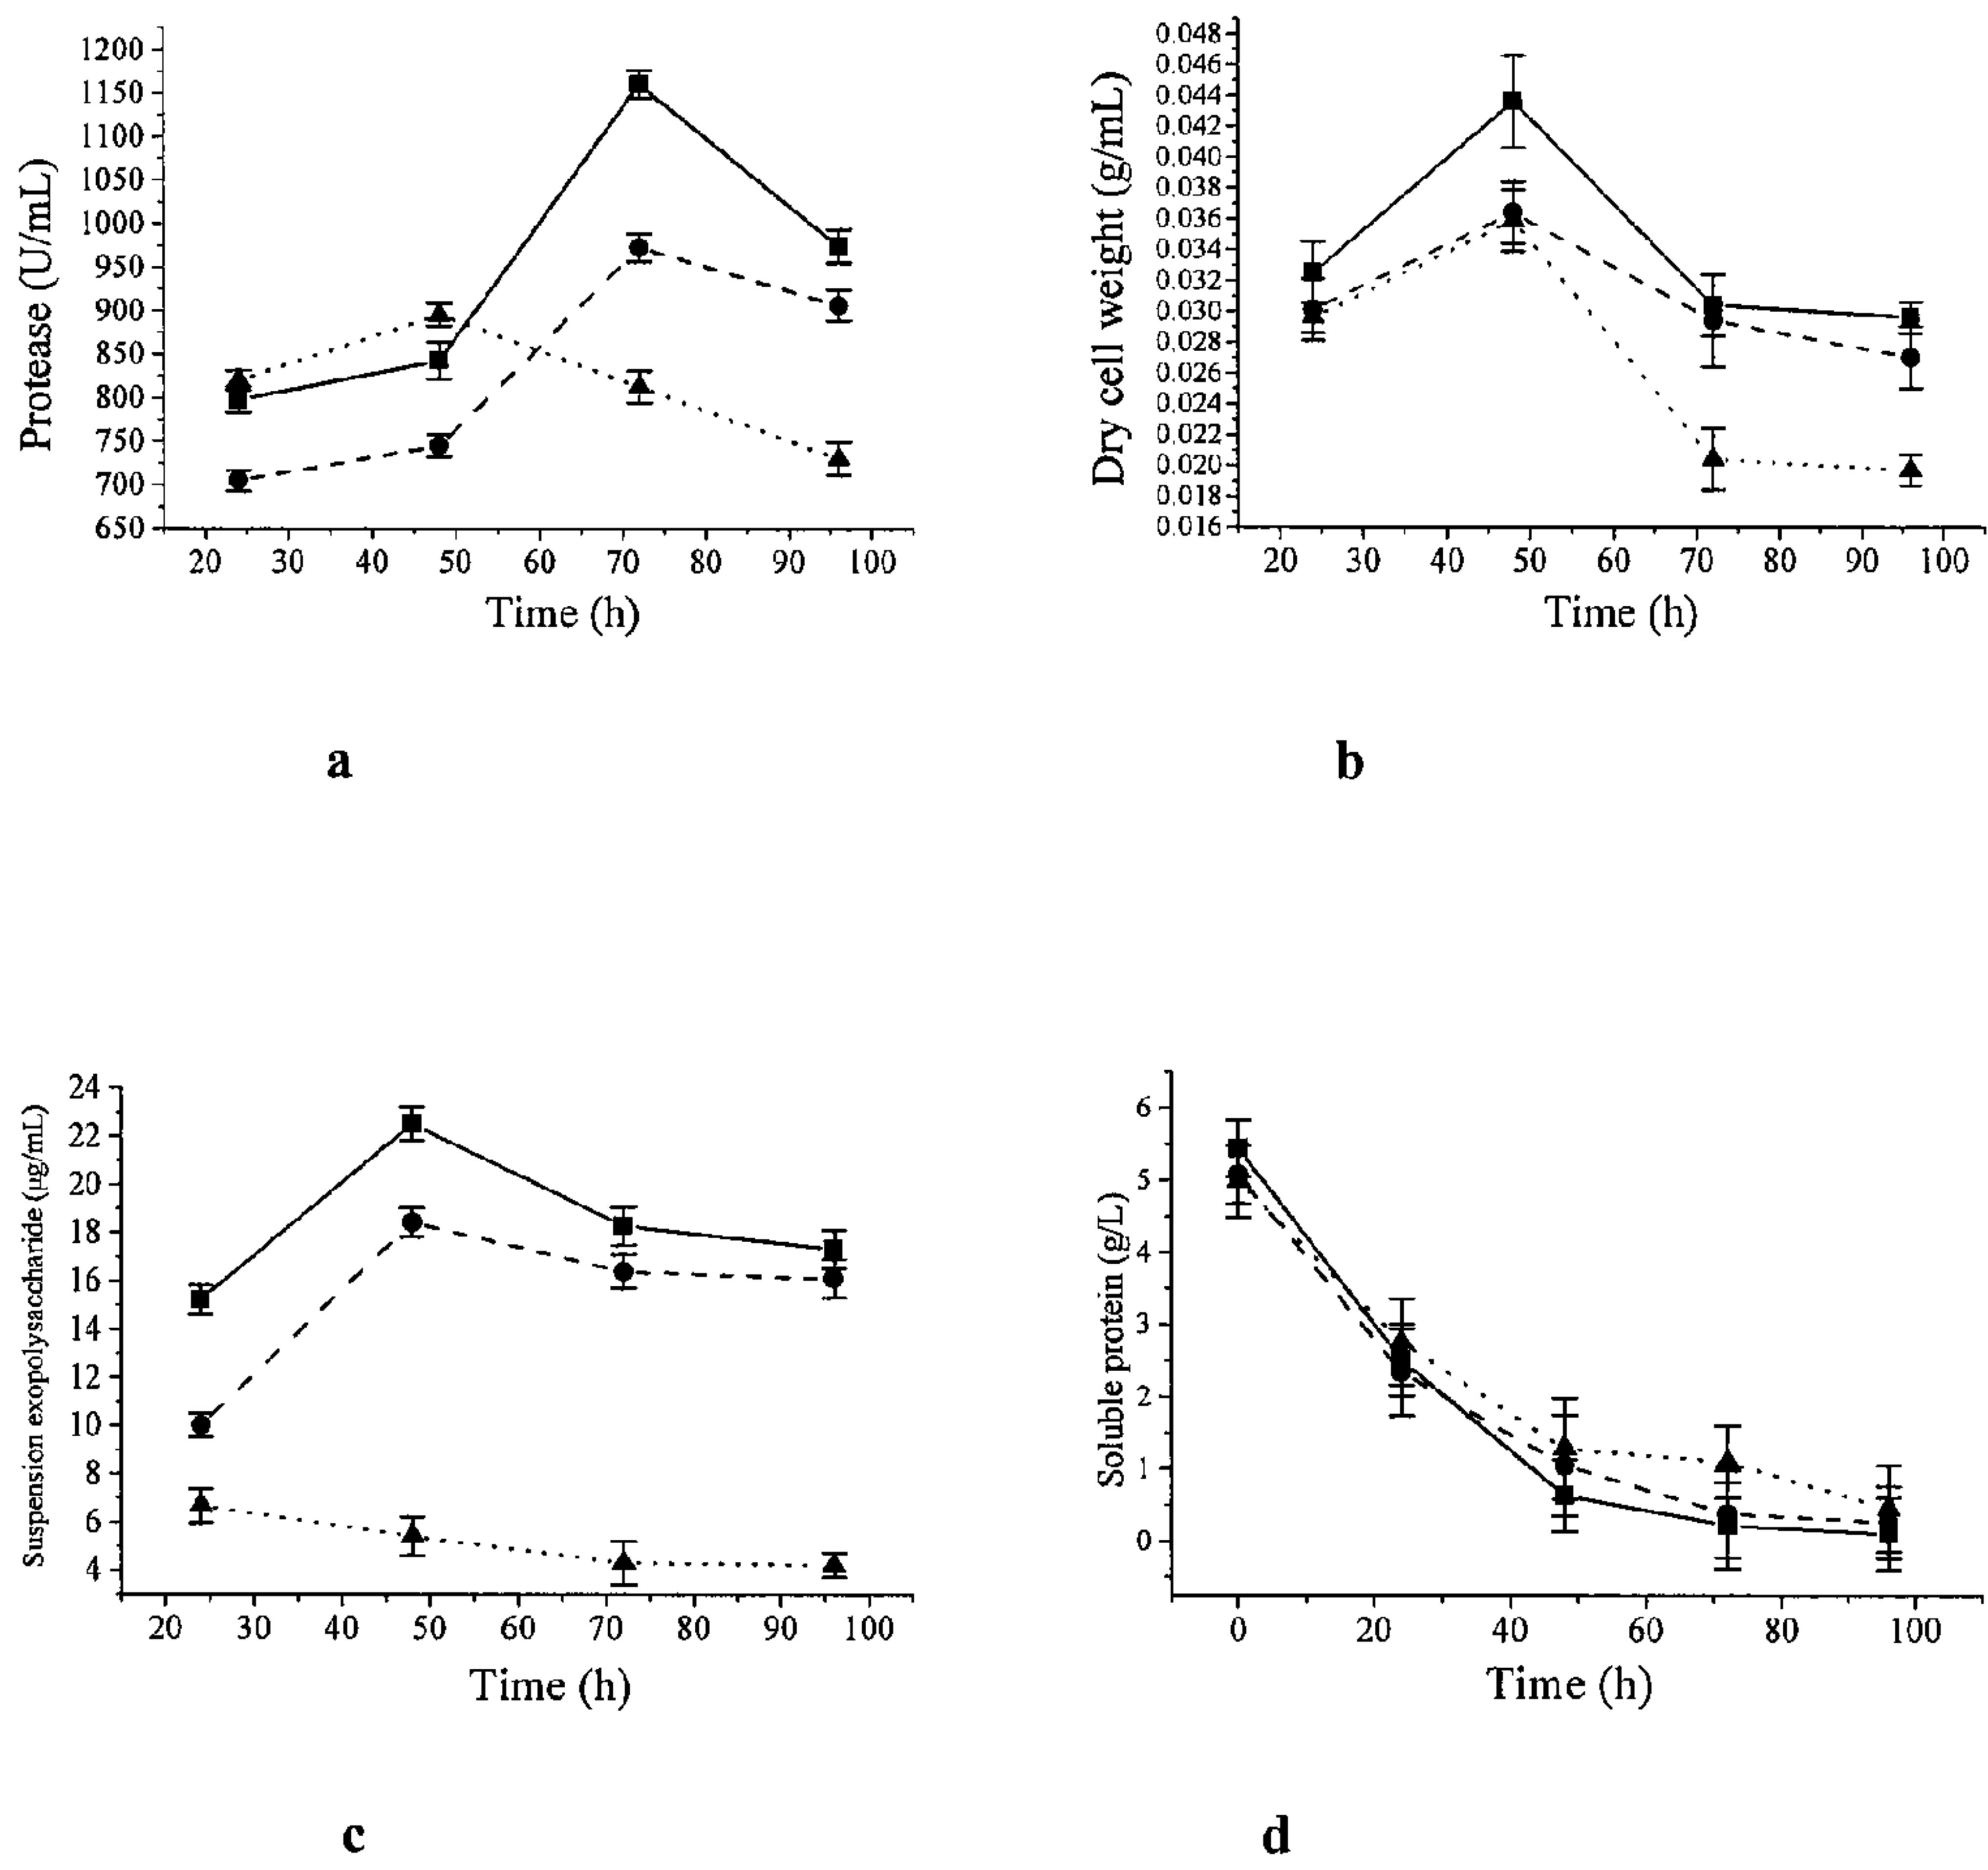 Protease (U/mL)
1200
1150
1100
1050
1000
950
900
850
800
750
700
650
20 30 40 50 60 70 80 90 100
Time (h)
a
Dry cell weight (g/mL)
0.048
0.046
0.044
0.042
0.040
0.038
0.036
0.034
0.032
0.030
0.028
0.026
0.024
0.022
0.020
0.018
0.016
20 30 40 50 60 70 80 90 100
Time (h)
b
Suspension exopolysaccharide (μg/mL)
24
22
20
18
16
14
12
10
8
6
4
20 30 40 50 60 70 80 90 100
Time (h)
c
Soluble protein (g/L)
6
5
4
3
2
1
0
0 20 40 60 80 100
Time (h)
d